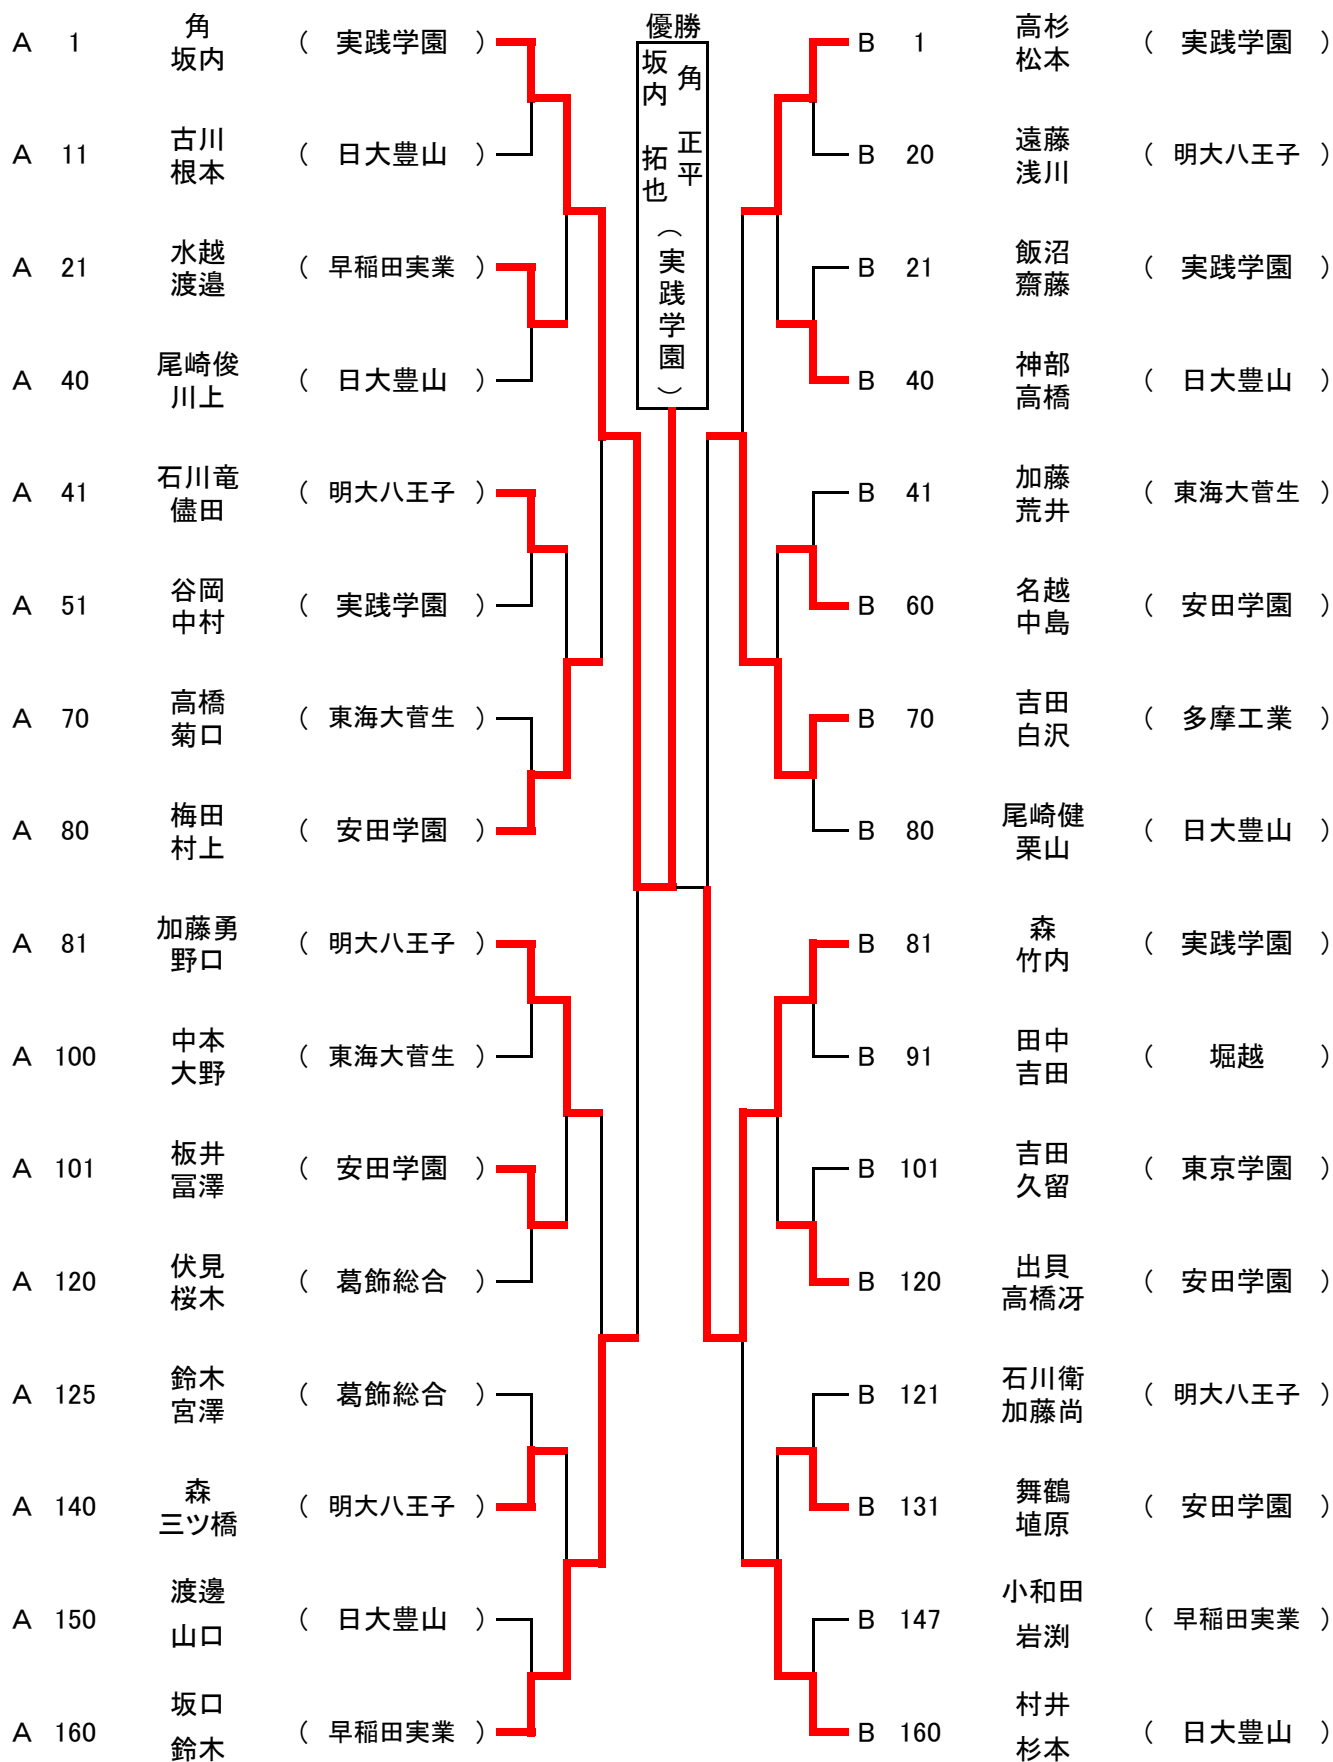 優勝
角 正平
坂内 拓也
（実践学園）
A 1 角 坂内 （ 実践学園 ）
A 11 古川 根本 （ 日大豊山 ）
A 21 水越 渡邉 （ 早稲田実業 ）
A 40 尾崎俊 川上 （ 日大豊山 ）
A 41 石川竜 儘田 （ 明大八王子 ）
A 51 谷岡 中村 （ 実践学園 ）
A 70 高橋 菊口 （ 東海大菅生 ）
A 80 梅田 村上 （ 安田学園 ）
A 81 加藤勇 野口 （ 明大八王子 ）
A 100 中本 大野 （ 東海大菅生 ）
A 101 板井 冨澤 （ 安田学園 ）
A 120 伏見 桜木 （ 葛飾総合 ）
A 125 鈴木 宮澤 （ 葛飾総合 ）
A 140 森 三ツ橋 （ 明大八王子 ）
A 150 渡邊 山口 （ 日大豊山 ）
A 160 坂口 鈴木 （ 早稲田実業 ）
B 1 高杉 松本 （ 実践学園 ）
B 20 遠藤 浅川 （ 明大八王子 ）
B 21 飯沼 齋藤 （ 実践学園 ）
B 40 神部 高橋 （ 日大豊山 ）
B 41 加藤 荒井 （ 東海大菅生 ）
B 60 名越 中島 （ 安田学園 ）
B 70 吉田 白沢 （ 多摩工業 ）
B 80 尾崎健 栗山 （ 日大豊山 ）
B 81 森 竹内 （ 実践学園 ）
B 91 田中 吉田 （ 堀越 ）
B 101 吉田 久留 （ 東京学園 ）
B 120 出貝 高橋冴 （ 安田学園 ）
B 121 石川衛 加藤尚 （ 明大八王子 ）
B 131 舞鶴 埴原 （ 安田学園 ）
B 147 小和田 岩渕 （ 早稲田実業 ）
B 160 村井 杉本 （ 日大豊山 ）